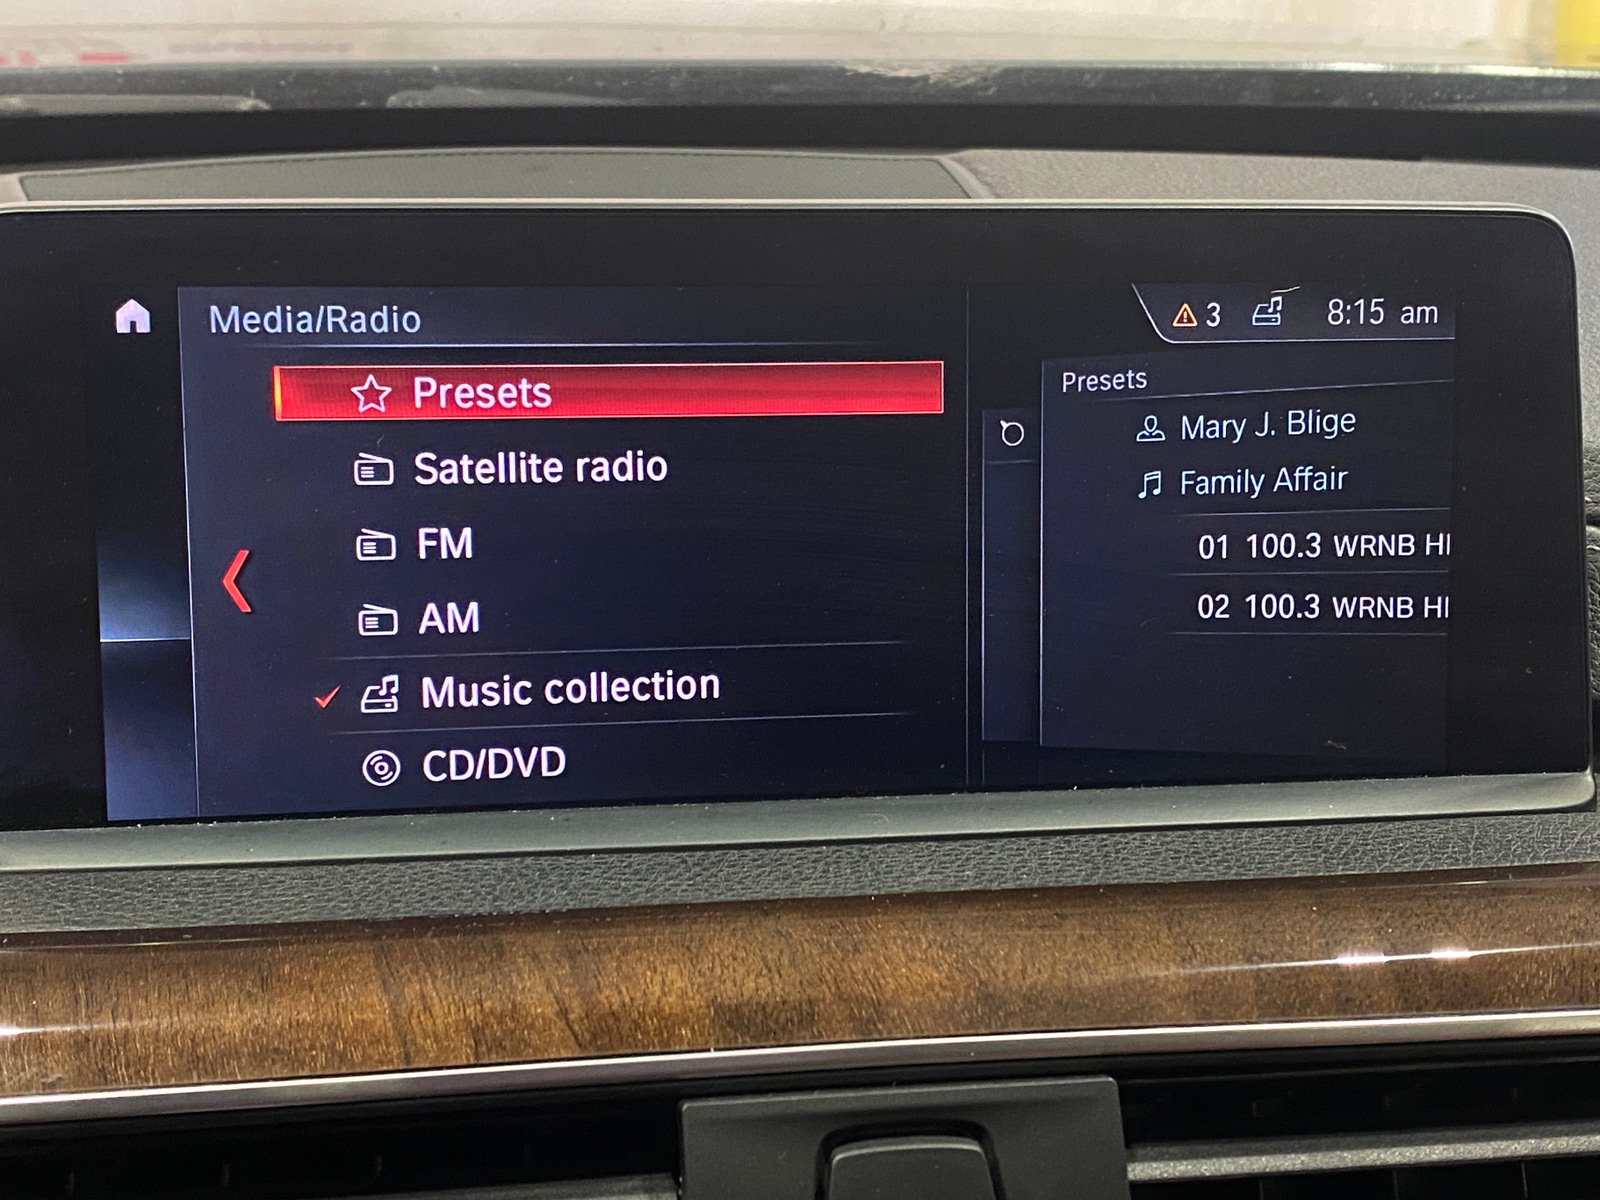 Media/Radio
3 8:15 am
Presets
Satellite radio
FM
AM
Music collection
CD/DVD
Presets
Mary J. Blige
Family Affair
01 100.3 WRNB
02 100.3 WRNB